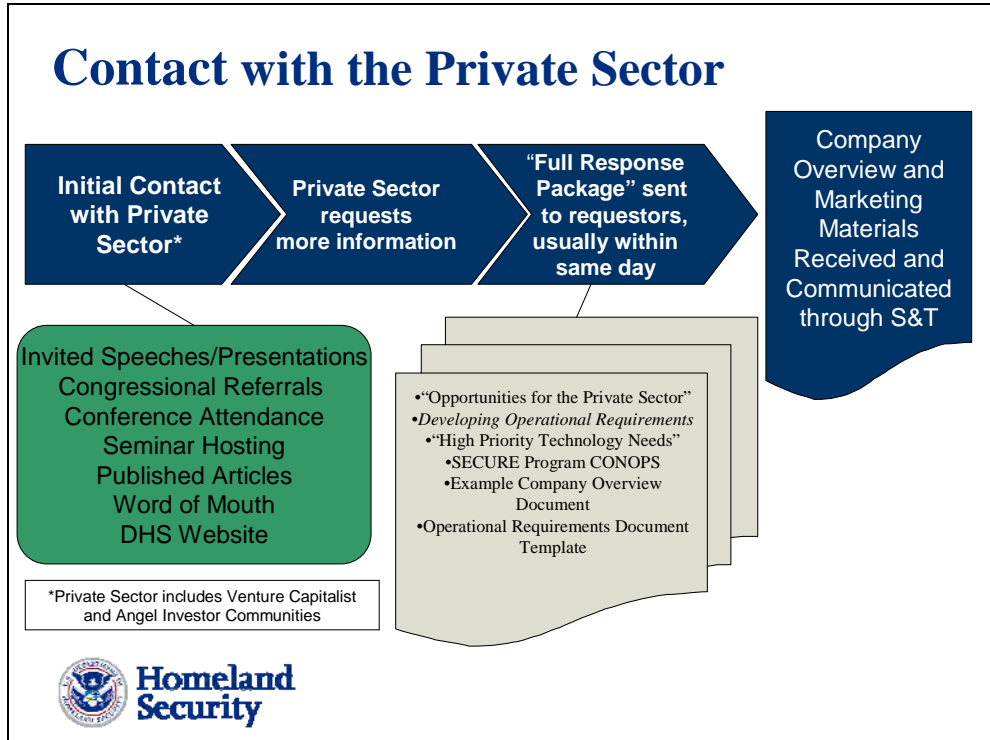 Contact with the Private Sector
Initial Contact
with Private
Sector*
Private Sector
requests
more information
“Full Response
Package” sent
to requestors,
usually within
same day
Company
Overview and
Marketing
Materials
Received and
Communicated
through S&T
Invited Speeches/Presentations
Congressional Referrals
Conference Attendance
Seminar Hosting
Published Articles
Word of Mouth
DHS Website
•“Opportunities for the Private Sector”
•Developing Operational Requirements
•“High Priority Technology Needs”
•SECURE Program CONOPS
•Example Company Overview
Document
•Operational Requirements Document
Template
*Private Sector includes Venture Capitalist
and Angel Investor Communities
Homeland
Security